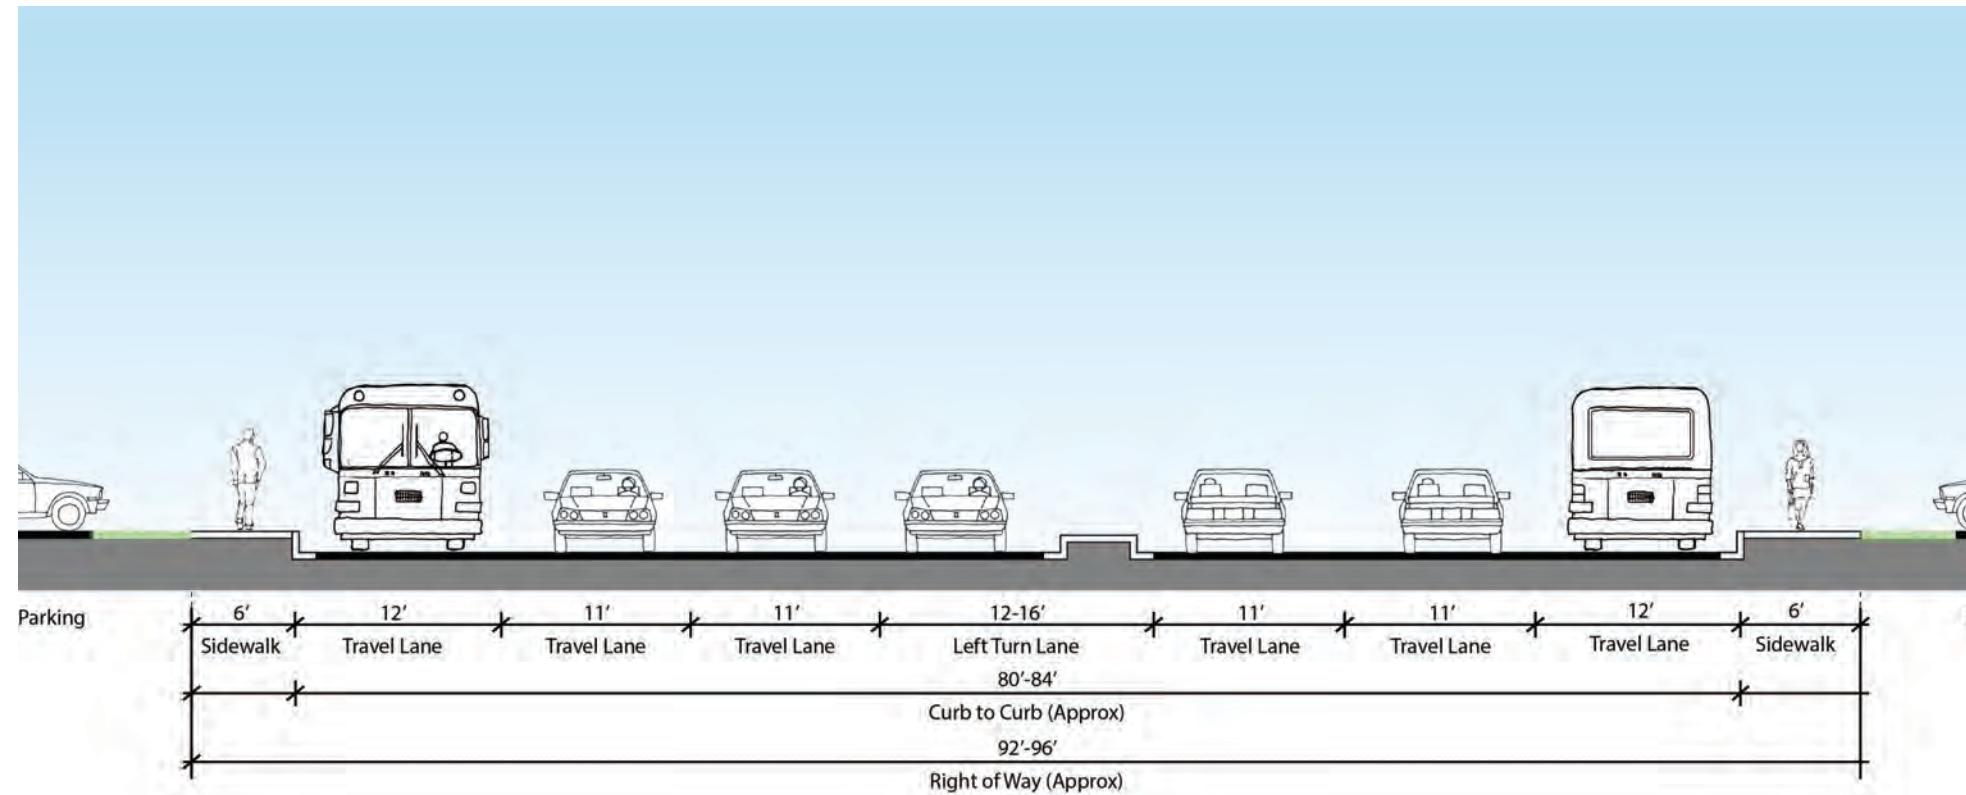 Parking
6′ 12′ 11′ 11′ 12-16′ 11′ 11′ 12′ 6′
Sidewalk Travel Lane Travel Lane Travel Lane Left Turn Lane Travel Lane Travel Lane Travel Lane Sidewalk
80′-84′
Curb to Curb (Approx)
92′-96′
Right of Way (Approx)